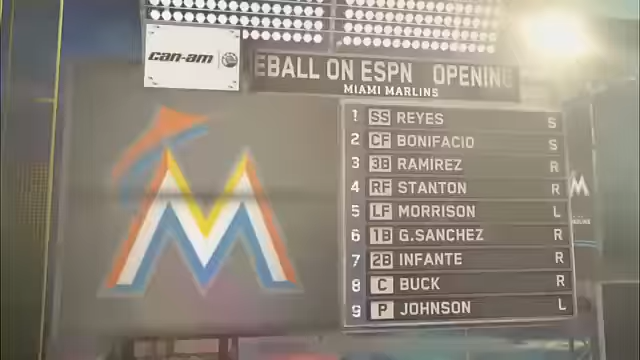 can-am brp
EBALL ON ESPN OPENING
MIAMI MARLINS
1 SS REYES S
2 CF BONIFACIO S
3 3B RAMIREZ R
4 RF STANTON R
5 LF MORRISON L
6 1B G.SANCHEZ R
7 2B INFANTE R
8 C BUCK R
9 P JOHNSON L